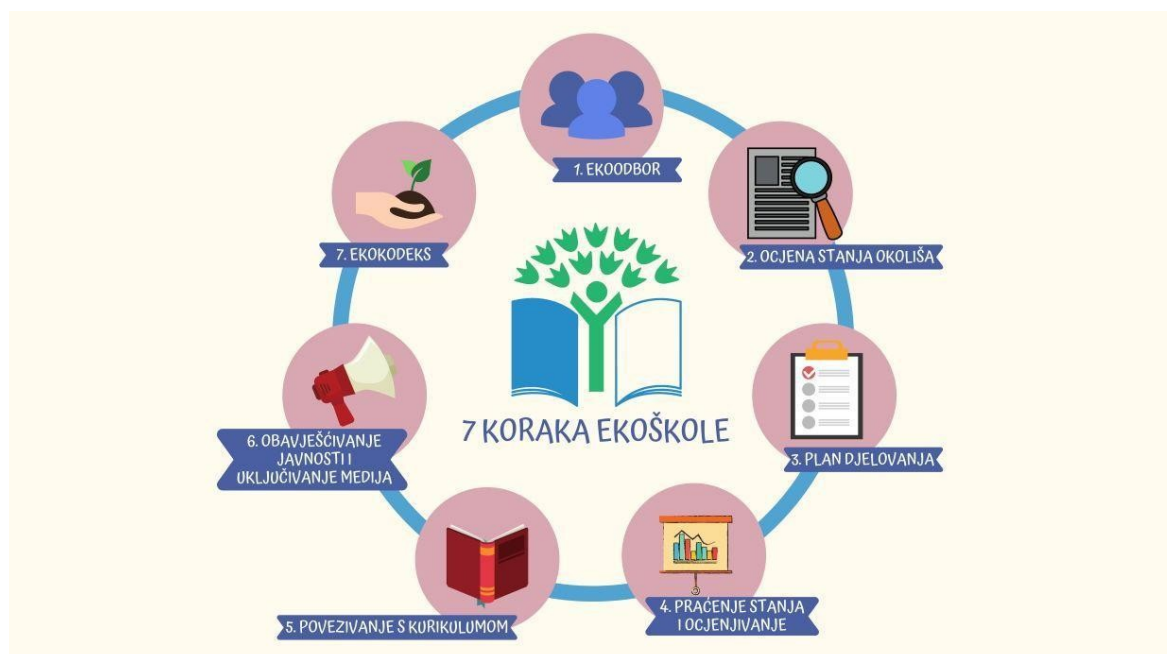 1. EKOODBOR
2. OCJENA STANJA OKOLIŠA
3. PLAN DJELOVANJA
4. PRAĆENJE STANJA
I OCJENJIVANJE
5. POVEZIVANJE S KURIKULUMOM
6. OBAVJEŠĆIVANJE
JAVNOSTI I
UKLJUČIVANJE MEDIJA
7. EKOKODEKS
7 KORAKA EKOŠKOLE